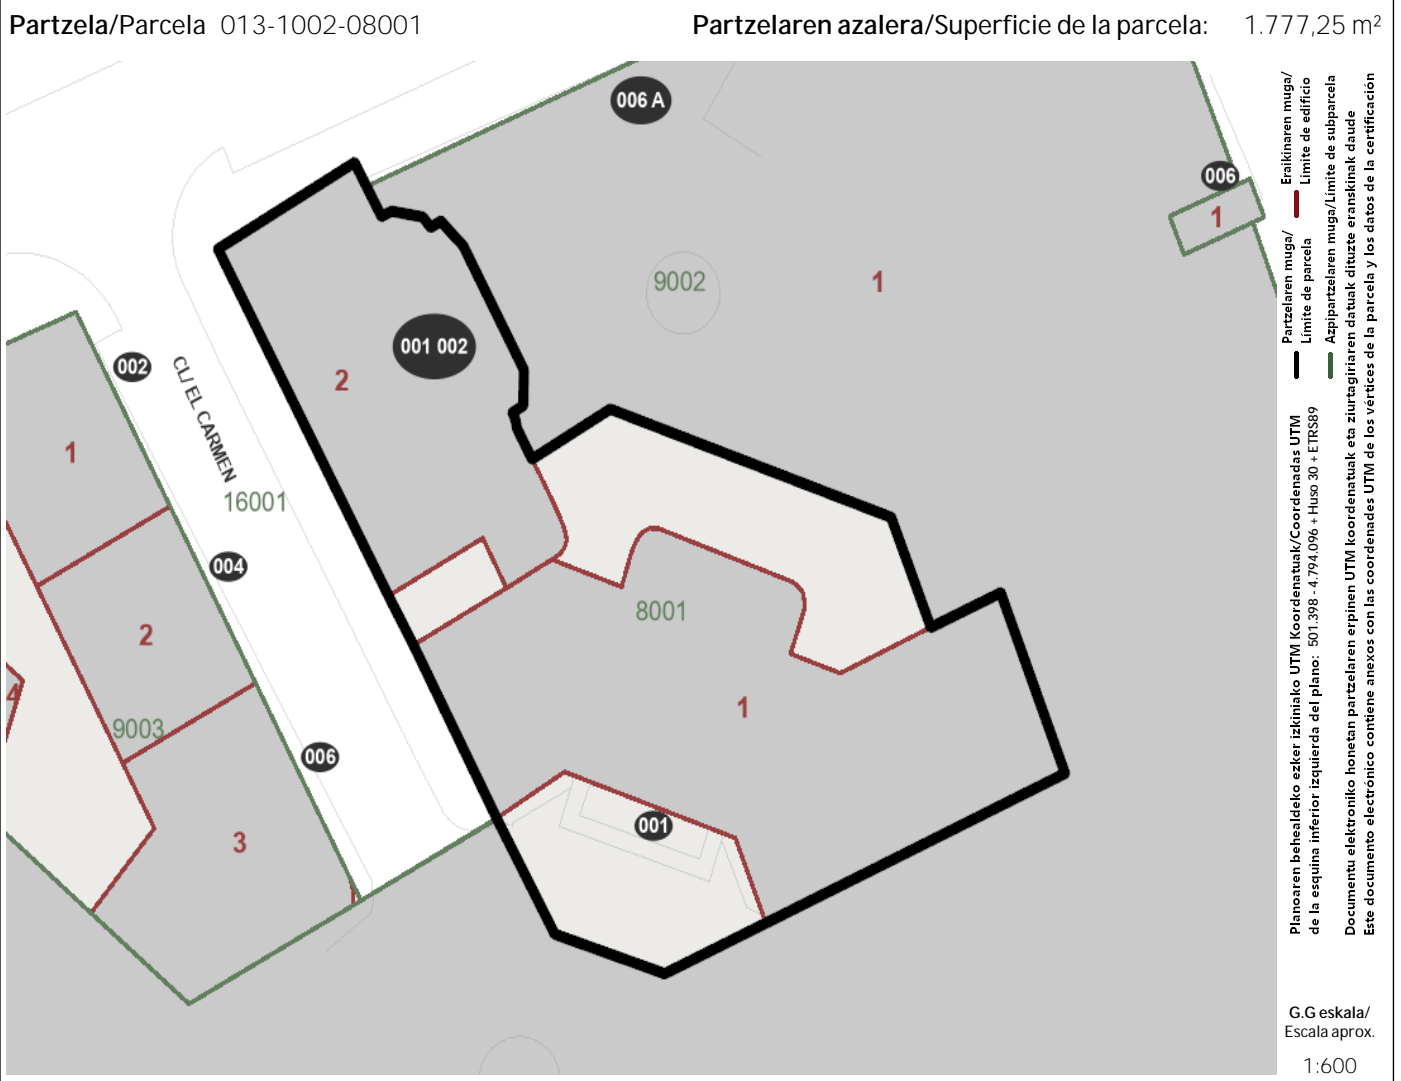 Partzela/Parcela 013-1002-08001
Partzelaren azalera/Superficie de la parcela: 1.777,25 m²
006 A
006
1
9002
1
001 002
2
002
CL/ EL CARMEN
1
16001
004
8001
2
4
9003
1
006
001
3
Eraikinaren muga/
Límite de edificio
Partzelaren muga/
Límite de parcela
Azpipartzelaren muga/Límite de subparcela
Planoaren behealdeko ezker izkiniako UTM Koordenatuak/Coordenadas UTM
de la esquina inferior izquierda del plano: 501.398 - 4.794.096 + Huso 30 + ETRS89
Documentu elektroniko honetan partzelaren erpinen UTM koordenatuak eta ziurtagiriaren datuak dituzte eranskinak daude
Este documento electrónico contiene anexos con las coordenades UTM de los vértices de la parcela y los datos de la certificación
G.G eskala/
Escala aprox.
1:600